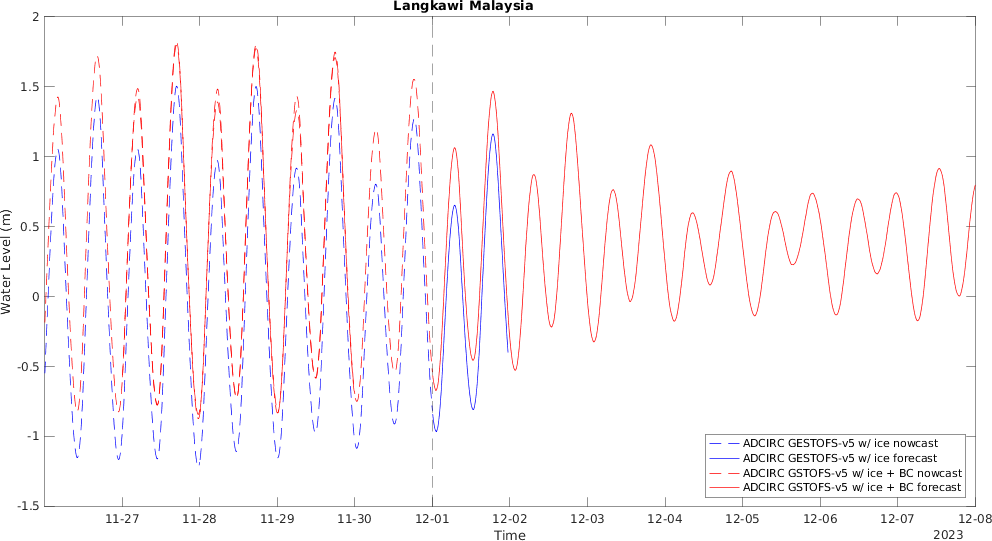 Langkawi Malaysia
2
1.5
1
0.5
0
-0.5
-1
-1.5
Water Level (m)
ADCIRC GESTOFS-v5 w/ ice nowcast
ADCIRC GESTOFS-v5 w/ ice forecast
ADCIRC GSTOFS-v5 w/ ice + BC nowcast
ADCIRC GSTOFS-v5 w/ ice + BC forecast
11-27 11-28 11-29 11-30 12-01 12-02 12-03 12-04 12-05 12-06 12-07 12-08
Time
2023